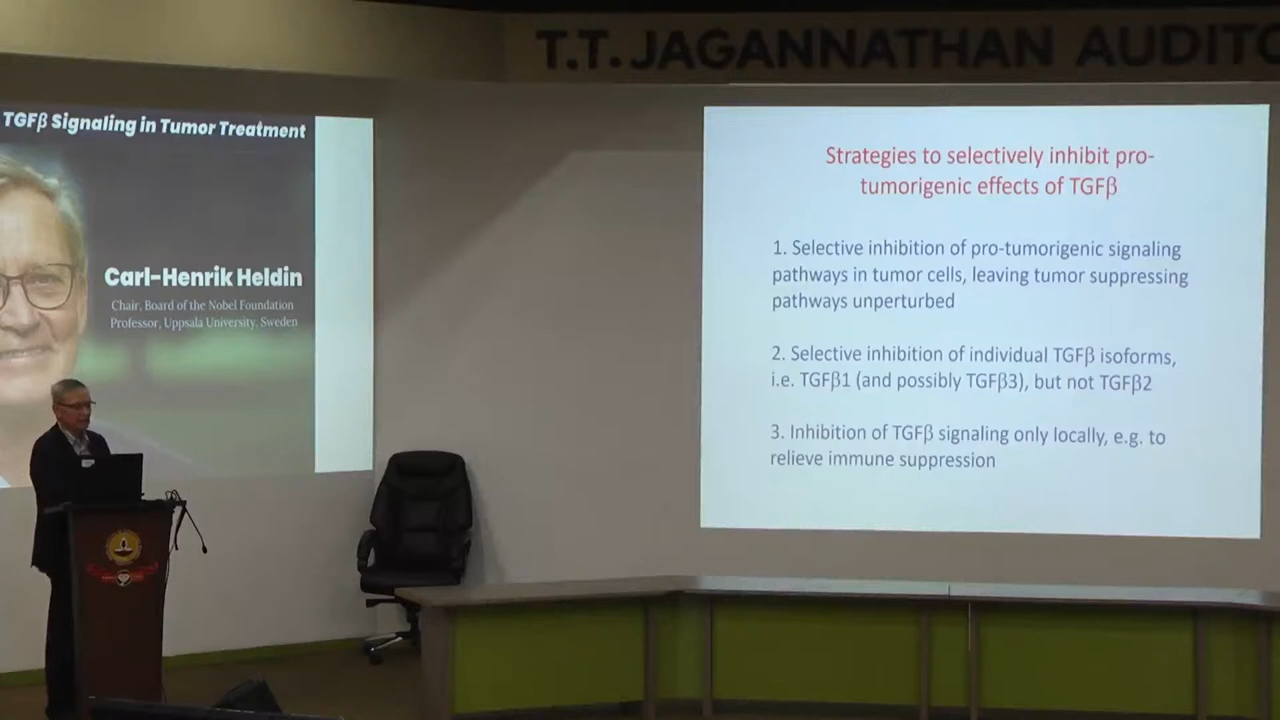 T.T. JAGANNATHAN
TGFβ Signaling in Tumor Treatment
Carl-Henrik Heldin
Chair, Board of the Nobel Foundation
Professor, Uppsala University, Sweden
Strategies to selectively inhibit pro-
tumorigenic effects of TGFβ
1. Selective inhibition of pro-tumorigenic signaling
pathways in tumor cells, leaving tumor suppressing
pathways unperturbed
2. Selective inhibition of individual TGFβ isoforms,
i.e. TGFβ1 (and possibly TGFβ3), but not TGFβ2
3. Inhibition of TGFβ signaling only locally, e.g. to
relieve immune suppression